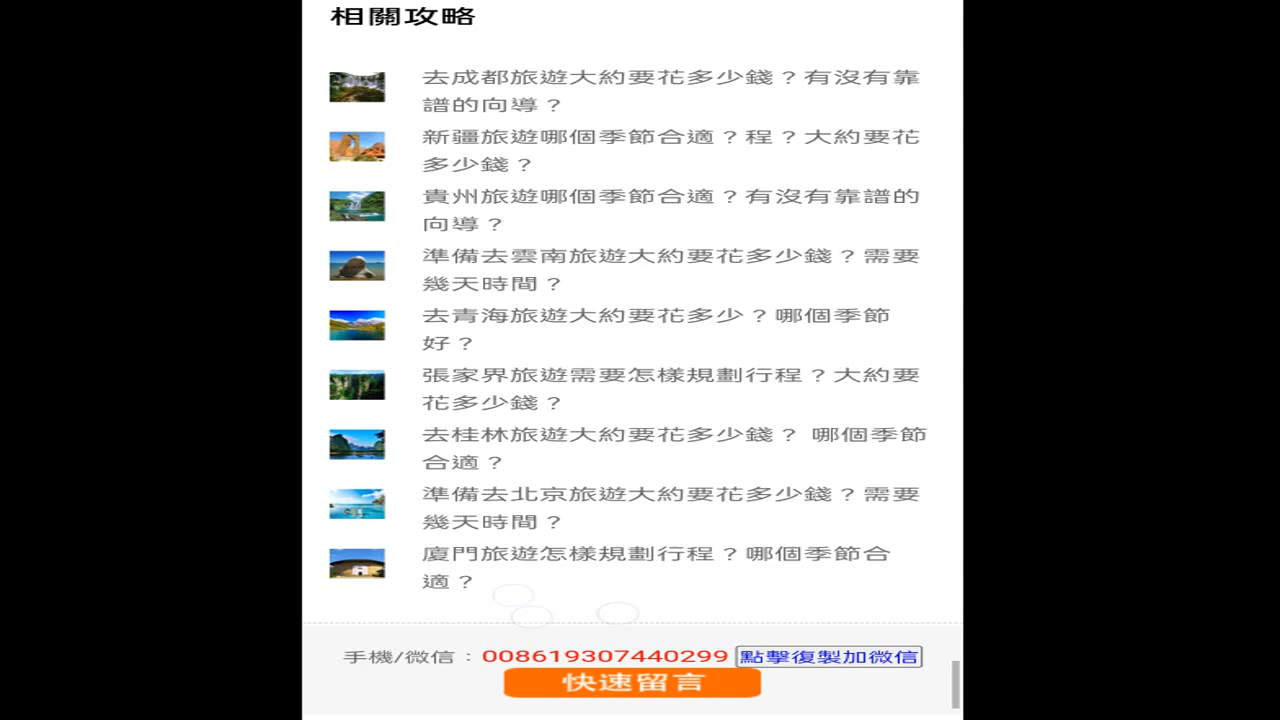 相關攻略
去成都旅遊大約要花多少錢？有沒有靠
譜的向導？
新疆旅遊哪個季節合適？程？大約要花
多少錢？
貴州旅遊哪個季節合適？有沒有靠譜的
向導？
準備去雲南旅遊大約要花多少錢？需要
幾天時間？
去青海旅遊大約要花多少？哪個季節
好？
張家界旅遊需要怎樣規劃行程？大約要
花多少錢？
去桂林旅遊大約要花多少錢？ 哪個季節
合適？
準備去北京旅遊大約要花多少錢？需要
幾天時間？
廈門旅遊怎樣規劃行程？哪個季節合
適？
手機/微信：008619307440299 點擊復製加微信
快速留言